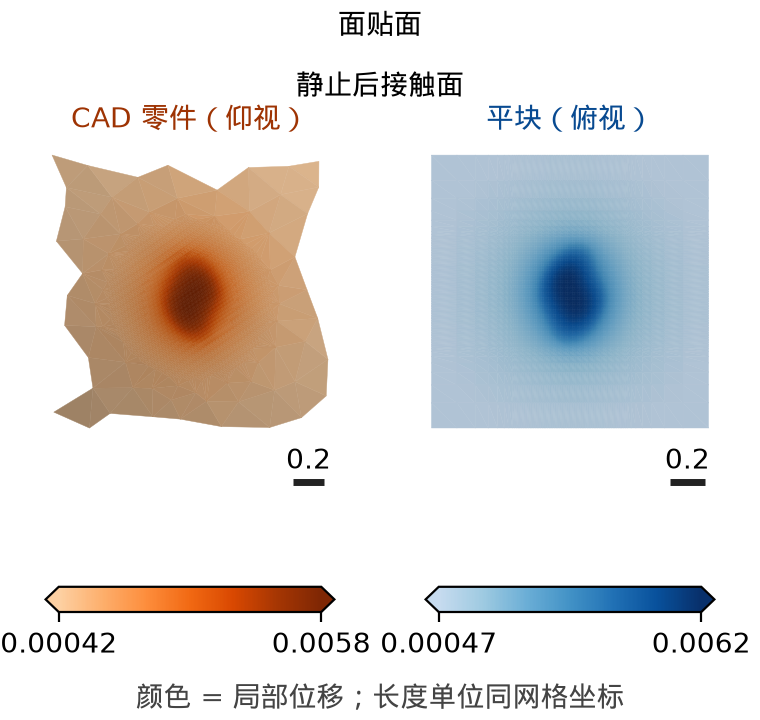 面贴面
静止后接触面
CAD 零件（仰视）
平块（俯视）
0.2
0.2
0.00042
0.0058
0.00047
0.0062
颜色 = 局部位移；长度单位同网格坐标